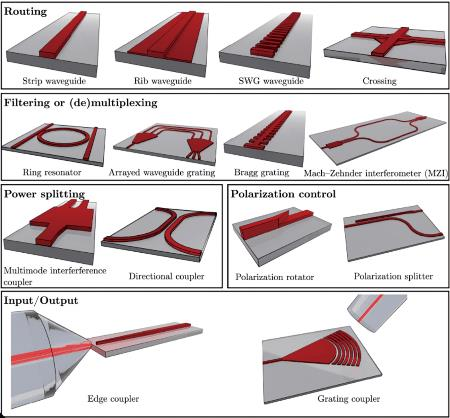 Routing
Strip waveguide
Rib waveguide
SWG waveguide
Crossing
Filtering or (de)multiplexing
Ring resonator
Arrayed waveguide grating
Bragg grating
Mach–Zehnder interferometer (MZI)
Power splitting
Multimode interferference
coupler
Directional coupler
Polarization control
Polarization rotator
Polarization splitter
Input/Output
Edge coupler
Grating coupler